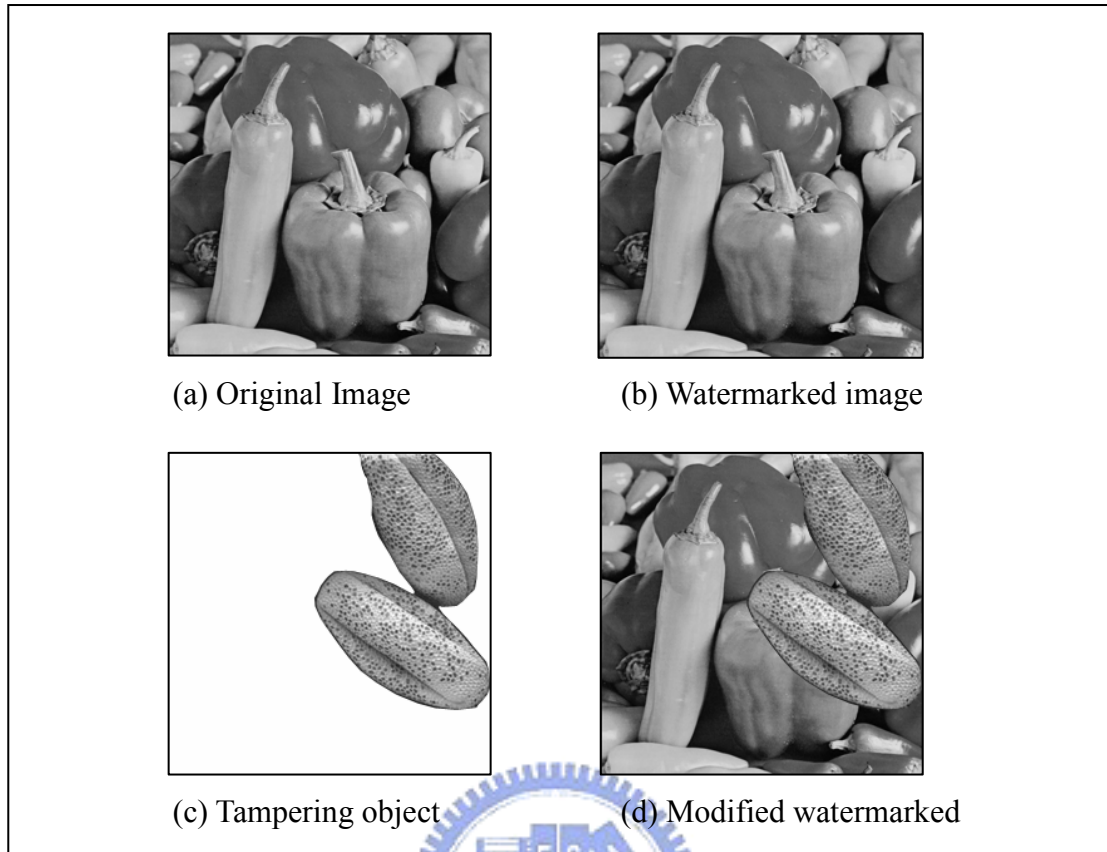 (a) Original Image
(b) Watermarked image
(c) Tampering object
(d) Modified watermarked